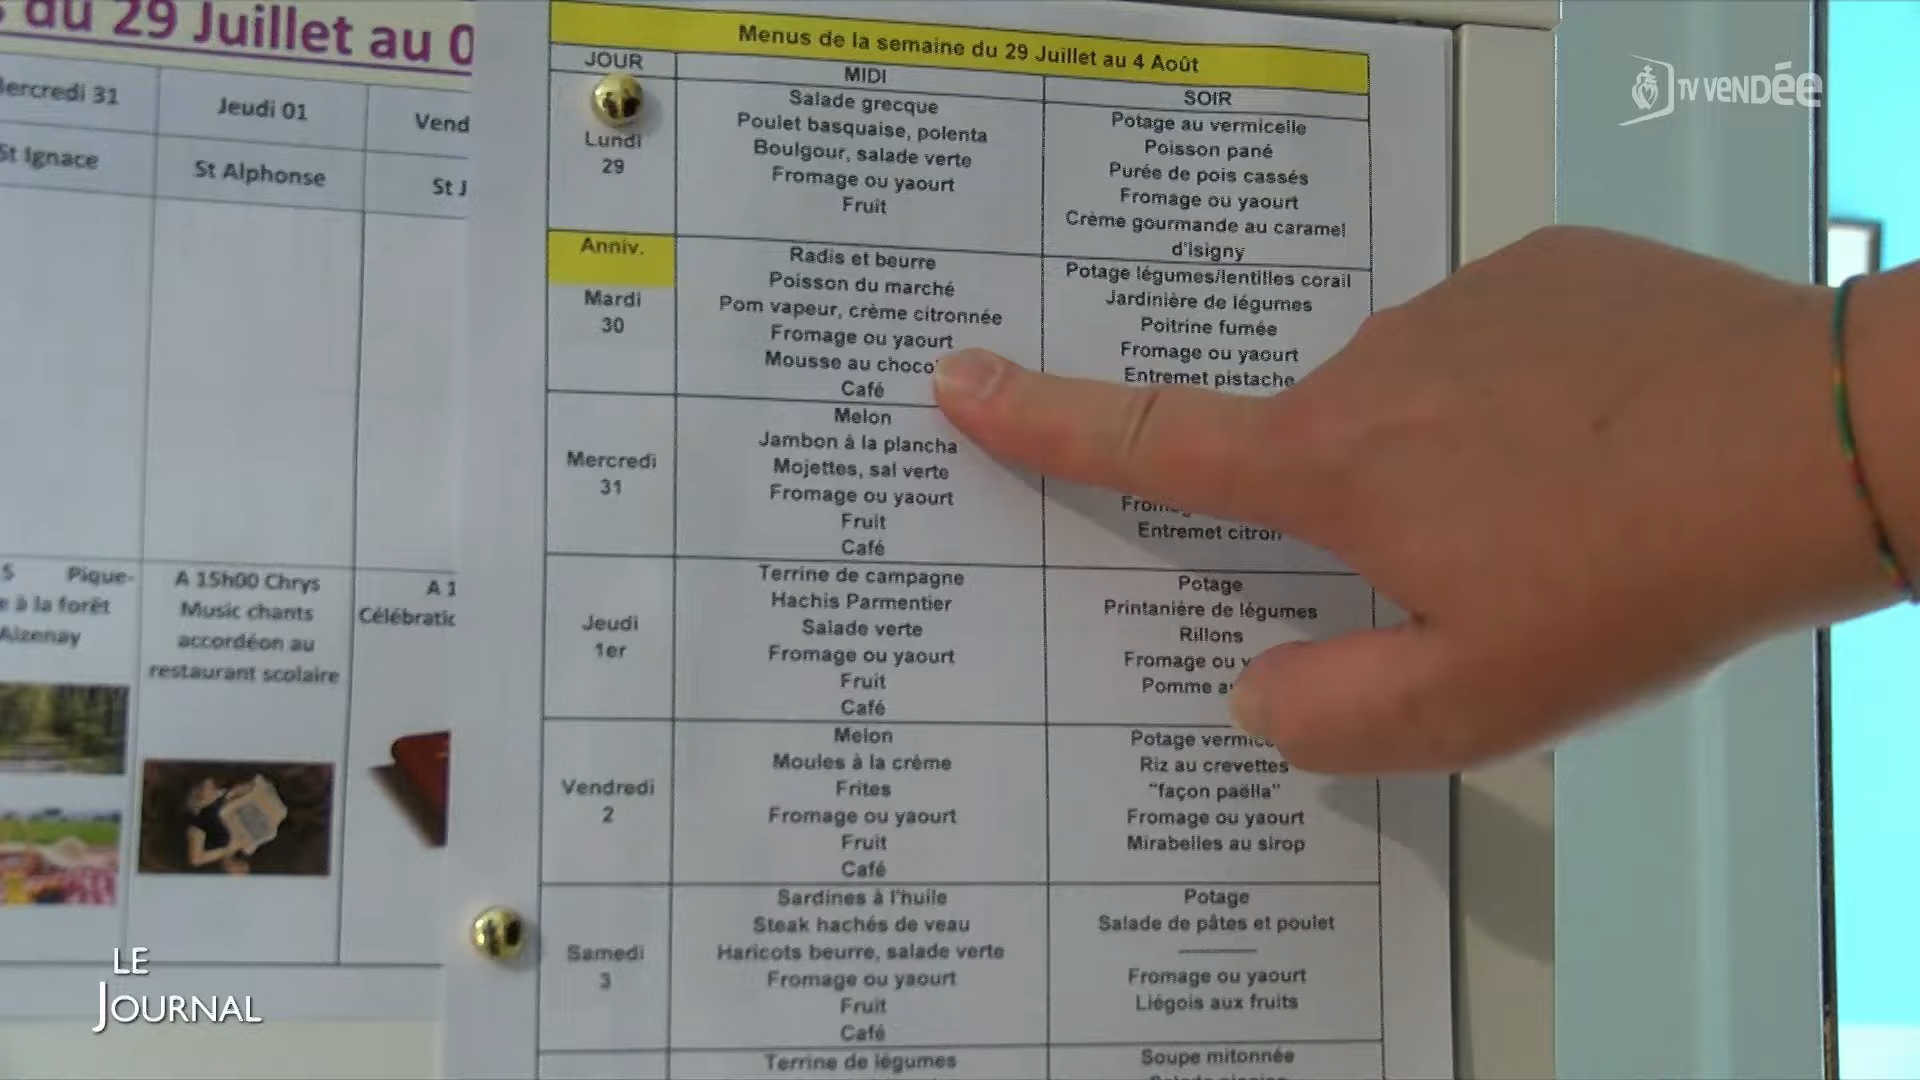 du 29 Juillet au 0
Mercredi 31
Jeudi 01
Vend
St Ignace
St Alphonse
St J
Pique-
à la forêt
Aizenay
A 15h00 Chrys
Music chants
accordéon au
restaurant scolaire
A 1
Célébratic
Menus de la semaine du 29 Juillet au 4 Août
JOUR
MIDI
SOIR
Lundi
29
Salade grecque
Poulet basquaise, polenta
Boulgour, salade verte
Fromage ou yaourt
Fruit
Potage au vermicelle
Poisson pané
Purée de pois cassés
Fromage ou yaourt
Crème gourmande au caramel
d'Isigny
Anniv.
Mardi
30
Radis et beurre
Poisson du marché
Pom vapeur, crème citronnée
Fromage ou yaourt
Mousse au choco
Café
Potage légumes/lentilles corail
Jardinière de légumes
Poitrine fumée
Fromage ou yaourt
Entremet pistache
Mercredi
31
Melon
Jambon à la plancha
Mojettes, sal verte
Fromage ou yaourt
Fruit
Café
Entremet citron
Jeudi
1er
Terrine de campagne
Hachis Parmentier
Salade verte
Fromage ou yaourt
Fruit
Café
Potage
Printanière de légumes
Rillons
Fromage ou y
Pomme au
Vendredi
2
Melon
Moules à la crème
Frites
Fromage ou yaourt
Fruit
Café
Potage vermice
Riz au crevettes
"façon paëlla"
Fromage ou yaourt
Mirabelles au sirop
Samedi
3
Sardines à l'huile
Steak hachés de veau
Haricots beurre, salade verte
Fromage ou yaourt
Fruit
Café
Potage
Salade de pâtes et poulet
Fromage ou yaourt
Liégois aux fruits
Terrine de légumes
Soupe mitonnée
TV VENDÉE
LE
JOURNAL